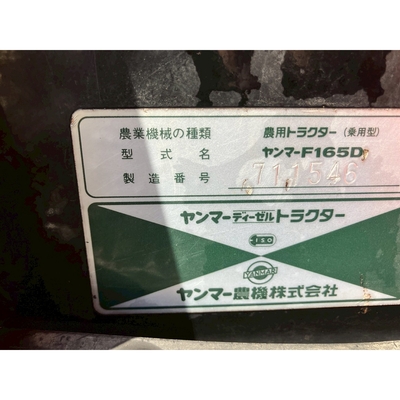 農業機械の種類 農用トラクター (乗用型)
型式名 ヤンマーF165D
製造番号 711546
ヤンマーディーゼルトラクター
ISO
YANMAR
ヤンマー農機株式会社